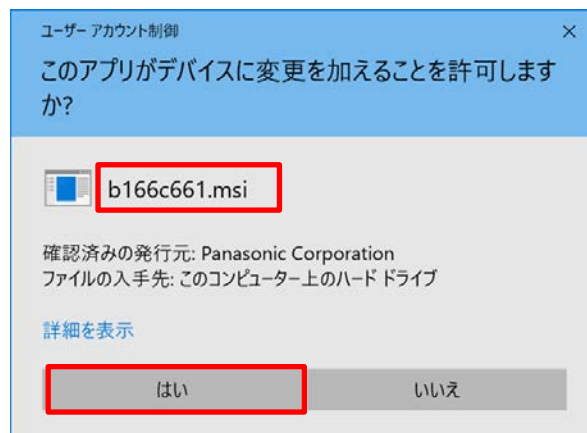 ユーザー アカウント制御
このアプリがデバイスに変更を加えることを許可します
か?
b166c661.msi
確認済みの発行元: Panasonic Corporation
ファイルの入手先: このコンピューター上のハード ドライブ
詳細を表示
はい
いいえ